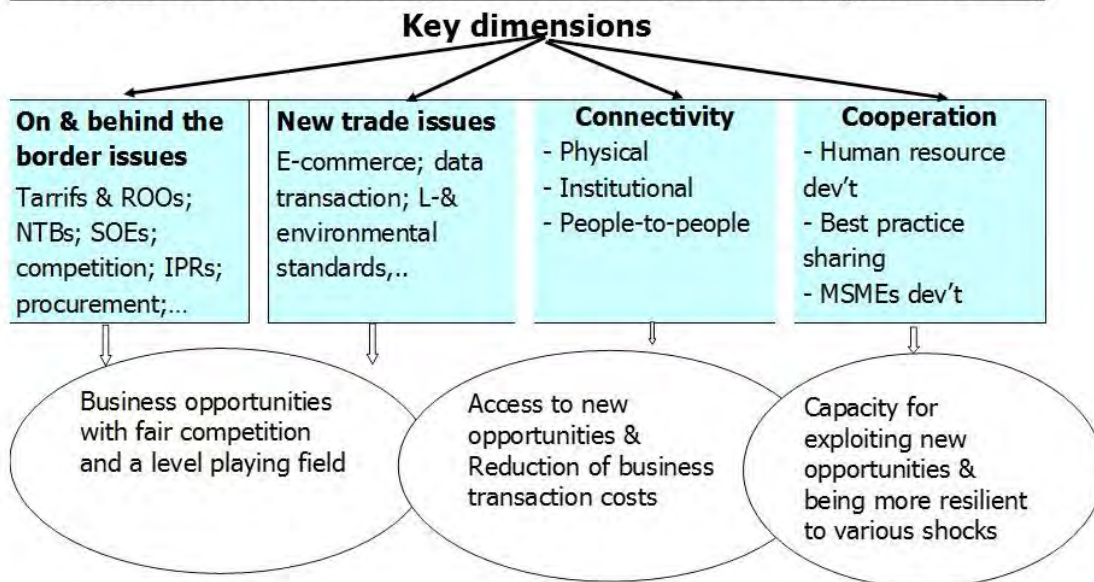 Key dimensions
On & behind the
border issues
Tarrifs & ROOs;
NTBs; SOEs;
competition; IPRs;
procurement;...
New trade issues
E-commerce; data
transaction; L-&
environmental
standards,..
Connectivity
- Physical
- Institutional
- People-to-people
Cooperation
- Human resource
dev't
- Best practice
sharing
- MSMEs dev't
Business opportunities
with fair competition
and a level playing field
Access to new
opportunities &
Reduction of business
transaction costs
Capacity for
exploiting new
opportunities &
being more resilient
to various shocks